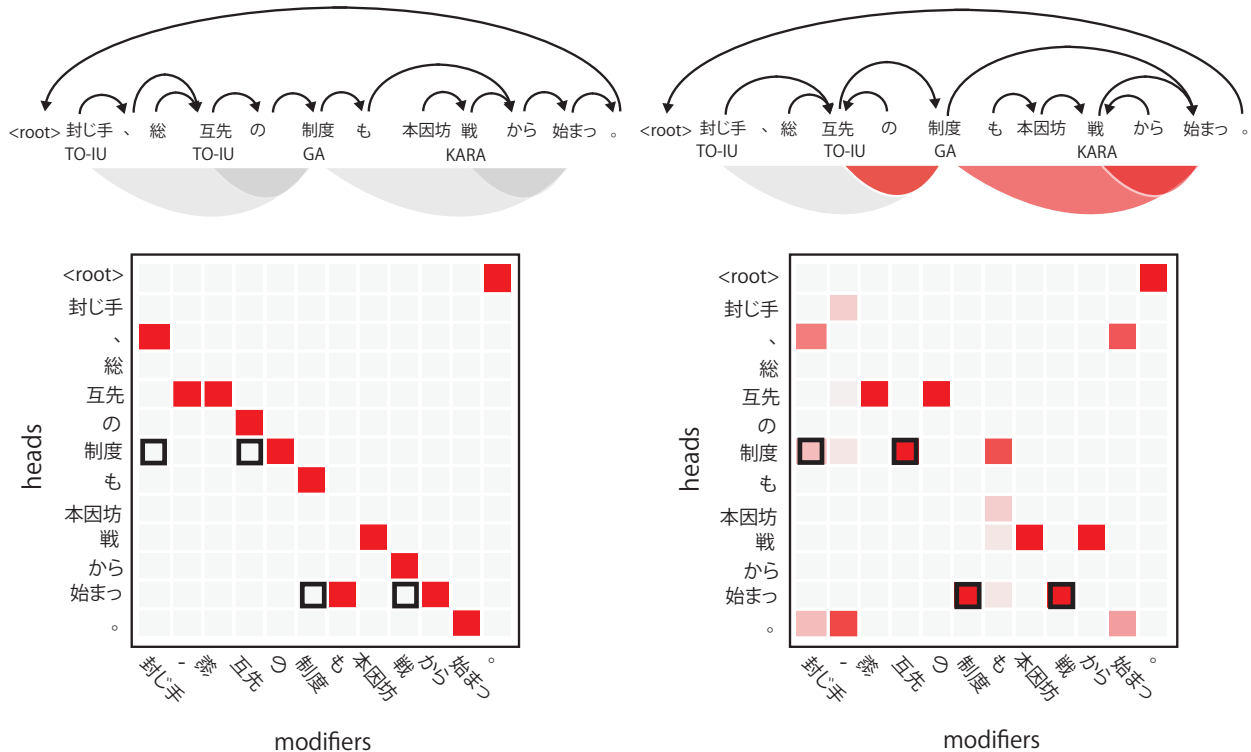 <root> 封じ手 、 総 互先 の 制度 も 本因坊 戦 から 始まっ 。
TO-IU TO-IU GA KARA
<root>
封じ手
、
総
互先
の
制度
も
本因坊
戦
から
始まっ
。
heads
封じ手 、 総 互先 の 制度 も 本因坊 戦 から 始まっ 。
modifiers
<root> 封じ手 、 総 互先 の 制度 も 本因坊 戦 から 始まっ 。
TO-IU TO-IU GA KARA
<root>
封じ手
、
総
互先
の
制度
も
本因坊
戦
から
始まっ
。
heads
封じ手 、 総 互先 の 制度 も 本因坊 戦 から 始まっ 。
modifiers